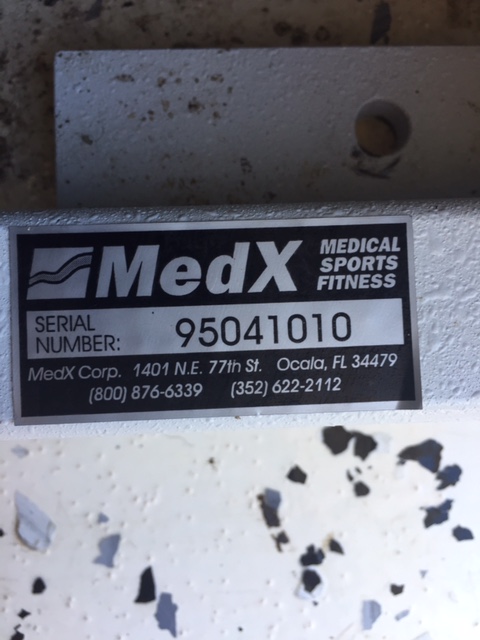 MedX MEDICAL
SPORTS
FITNESS
SERIAL
NUMBER: 95041010
MedX Corp. 1401 N.E. 77th St. Ocala, FL 34479
(800) 876-6339 (352) 622-2112